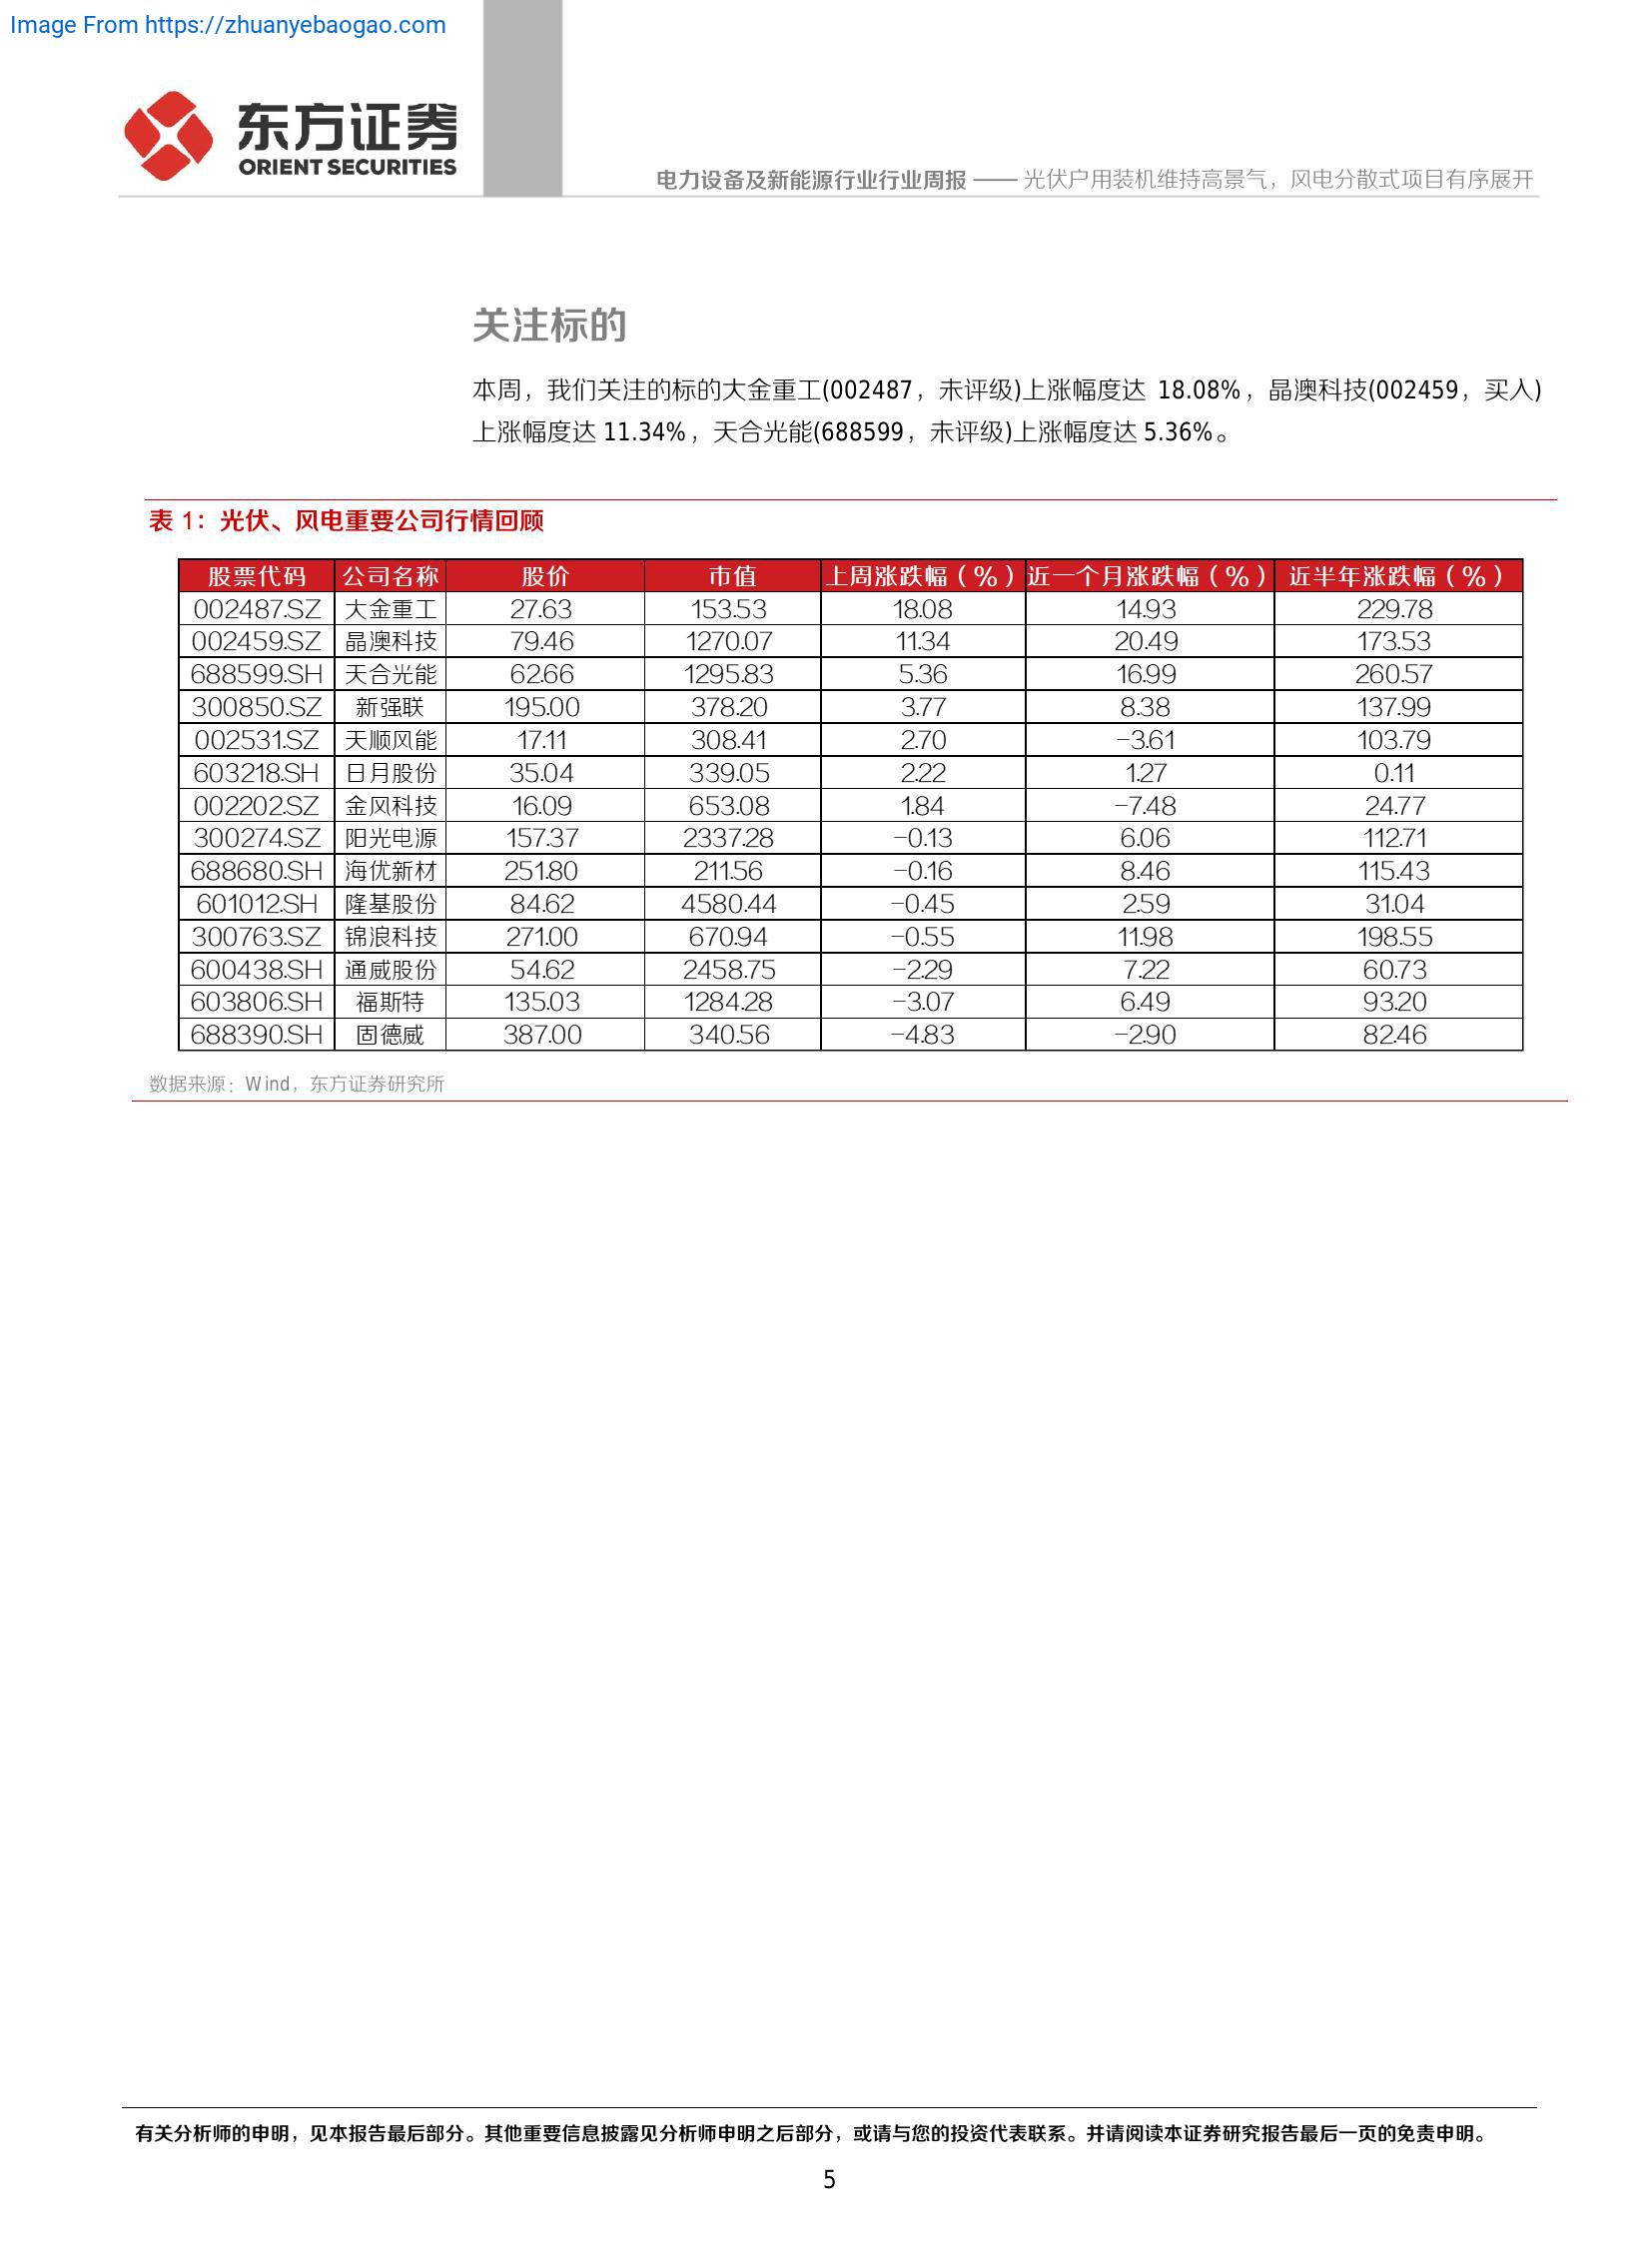 Image From https://zhuanyebaogao.com
东方证券
ORIENT SECURITIES
电力设备及新能源行业行业周报 —— 光伏户用装机维持高景气，风电分散式项目有序展开
关注标的
本周，我们关注的标的大金重工(002487，未评级)上涨幅度达 18.08%，晶澳科技(002459，买入)
上涨幅度达 11.34%，天合光能(688599，未评级)上涨幅度达 5.36%。
表 1：光伏、风电重要公司行情回顾
股票代码 公司名称 股价 市值 上周涨跌幅（%） 近一个月涨跌幅（%） 近半年涨跌幅（%）
002487.SZ 大金重工 27.63 153.53 18.08 14.93 229.78
002459.SZ 晶澳科技 79.46 1270.07 11.34 20.49 173.53
688599.SH 天合光能 62.66 1295.83 5.36 16.99 260.57
300850.SZ 新强联 195.00 378.20 3.77 8.38 137.99
002531.SZ 天顺风能 17.11 308.41 2.70 -3.61 103.79
603218.SH 日月股份 35.04 339.05 2.22 1.27 0.11
002202.SZ 金风科技 16.09 653.08 1.84 -7.48 24.77
300274.SZ 阳光电源 157.37 2337.28 -0.13 6.06 112.71
688680.SH 海优新材 251.80 211.56 -0.16 8.46 115.43
601012.SH 隆基股份 84.62 4580.44 -0.45 2.59 31.04
300763.SZ 锦浪科技 271.00 670.94 -0.55 11.98 198.55
600438.SH 通威股份 54.62 2458.75 -2.29 7.22 60.73
603806.SH 福斯特 135.03 1284.28 -3.07 6.49 93.20
688390.SH 固德威 387.00 340.56 -4.83 -2.90 82.46
数据来源：Wind，东方证券研究所
有关分析师的申明，见本报告最后部分。其他重要信息披露见分析师申明之后部分，或请与您的投资代表联系。并请阅读本证券研究报告最后一页的免责申明。
5